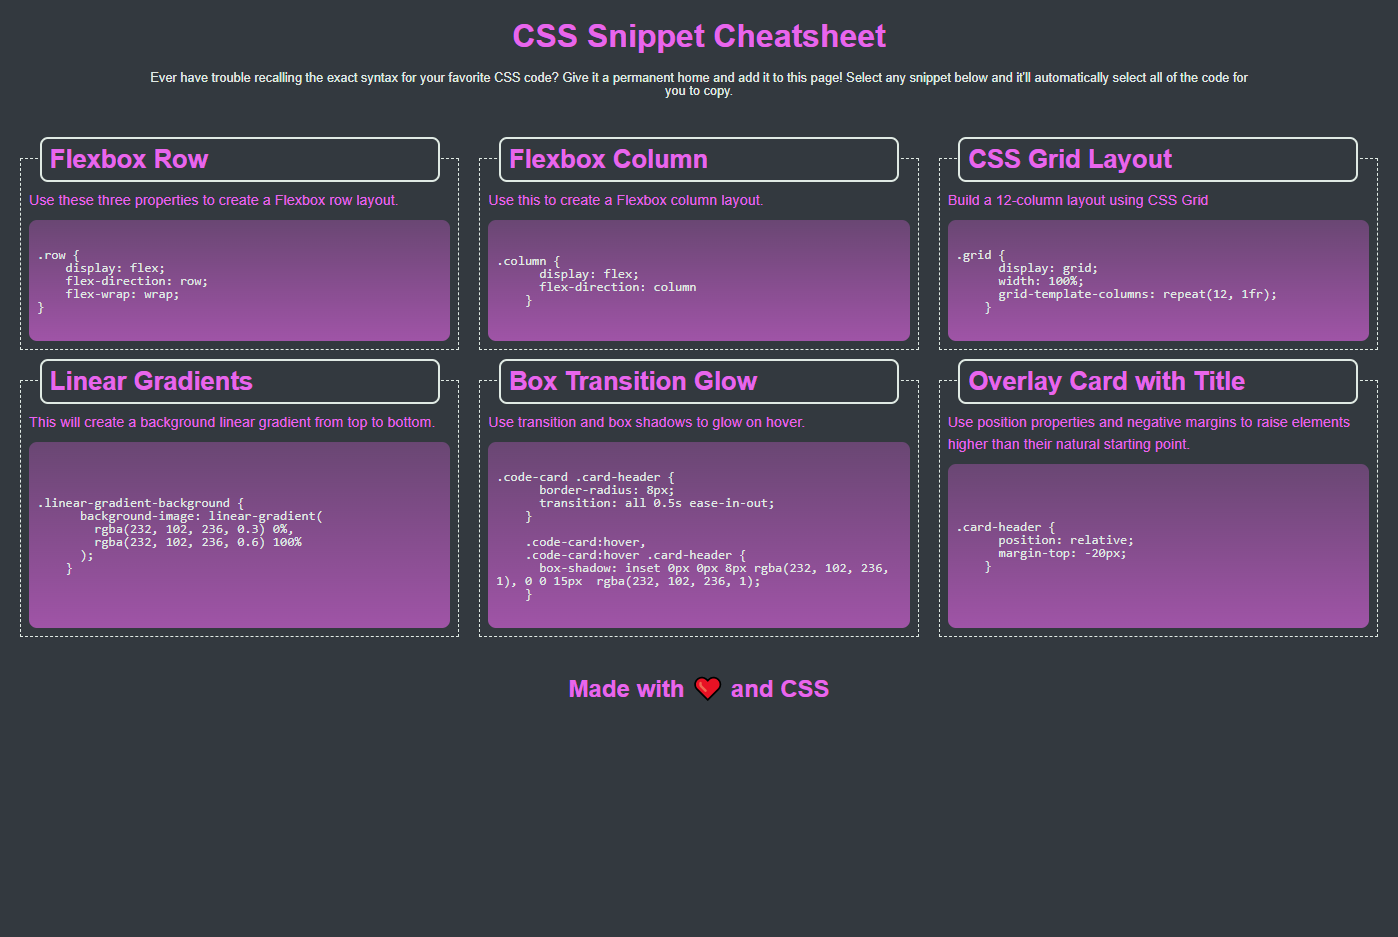 CSS Snippet Cheatsheet
Ever have trouble recalling the exact syntax for your favorite CSS code? Give it a permanent home and add it to this page! Select any snippet below and it'll automatically select all of the code for
you to copy.
Flexbox Row
Use these three properties to create a Flexbox row layout.
.row {
    display: flex;
    flex-direction: row;
    flex-wrap: wrap;
}
Flexbox Column
Use this to create a Flexbox column layout.
.column {
      display: flex;
      flex-direction: column
    }
CSS Grid Layout
Build a 12-column layout using CSS Grid
.grid {
      display: grid;
      width: 100%;
      grid-template-columns: repeat(12, 1fr);
    }
Linear Gradients
This will create a background linear gradient from top to bottom.
.linear-gradient-background {
      background-image: linear-gradient(
        rgba(232, 102, 236, 0.3) 0%,
        rgba(232, 102, 236, 0.6) 100%
      );
    }
Box Transition Glow
Use transition and box shadows to glow on hover.
.code-card .card-header {
      border-radius: 8px;
      transition: all 0.5s ease-in-out;
    }

    .code-card:hover,
    .code-card:hover .card-header {
      box-shadow: inset 0px 0px 8px rgba(232, 102, 236,
1), 0 0 15px  rgba(232, 102, 236, 1);
    }
Overlay Card with Title
Use position properties and negative margins to raise elements
higher than their natural starting point.
.card-header {
      position: relative;
      margin-top: -20px;
    }
Made with ❤️ and CSS